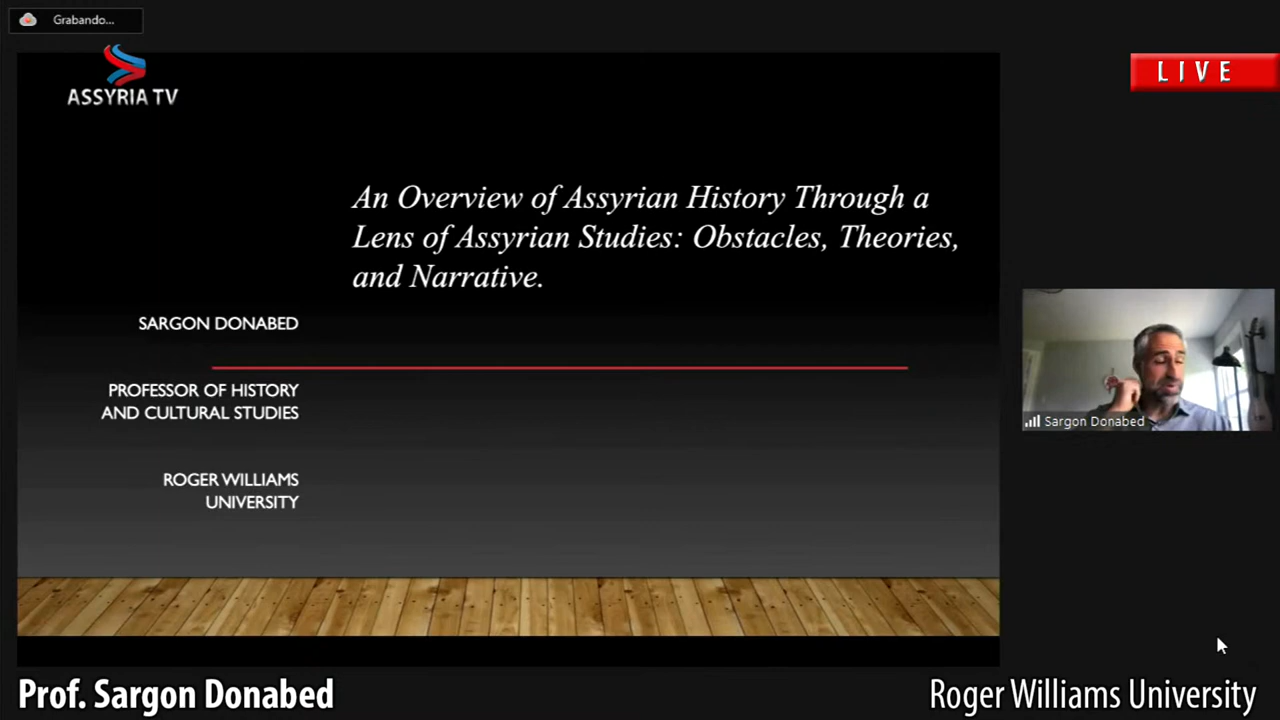 Grabando...
ASSYRIA TV
LIVE
An Overview of Assyrian History Through a
Lens of Assyrian Studies: Obstacles, Theories,
and Narrative.
SARGON DONABED
PROFESSOR OF HISTORY
AND CULTURAL STUDIES
ROGER WILLIAMS
UNIVERSITY
Sargon Donabed
Prof. Sargon Donabed
Roger Williams University